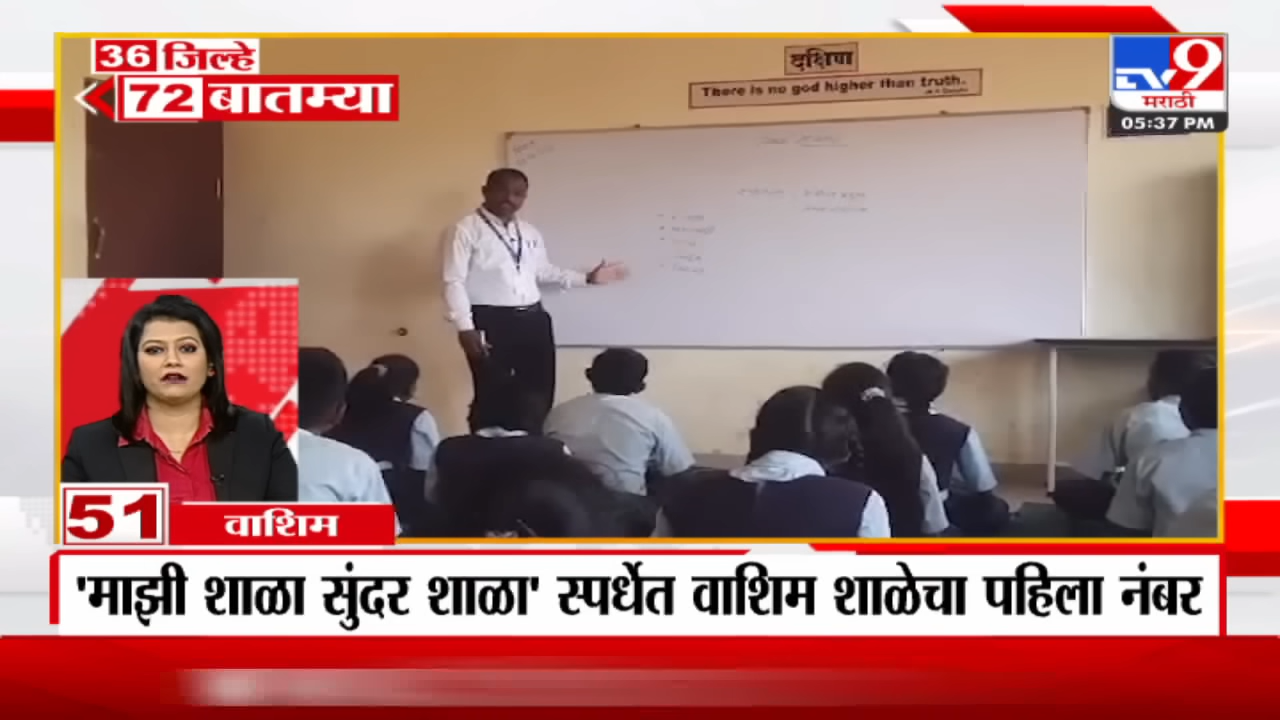 36 जिल्हे
72 बातम्या
दक्षिण
There is no god higher than truth.
TV9
मराठी
05:37 PM
51
वाशिम
'माझी शाळा सुंदर शाळा' स्पर्धेत वाशिम शाळेचा पहिला नंबर